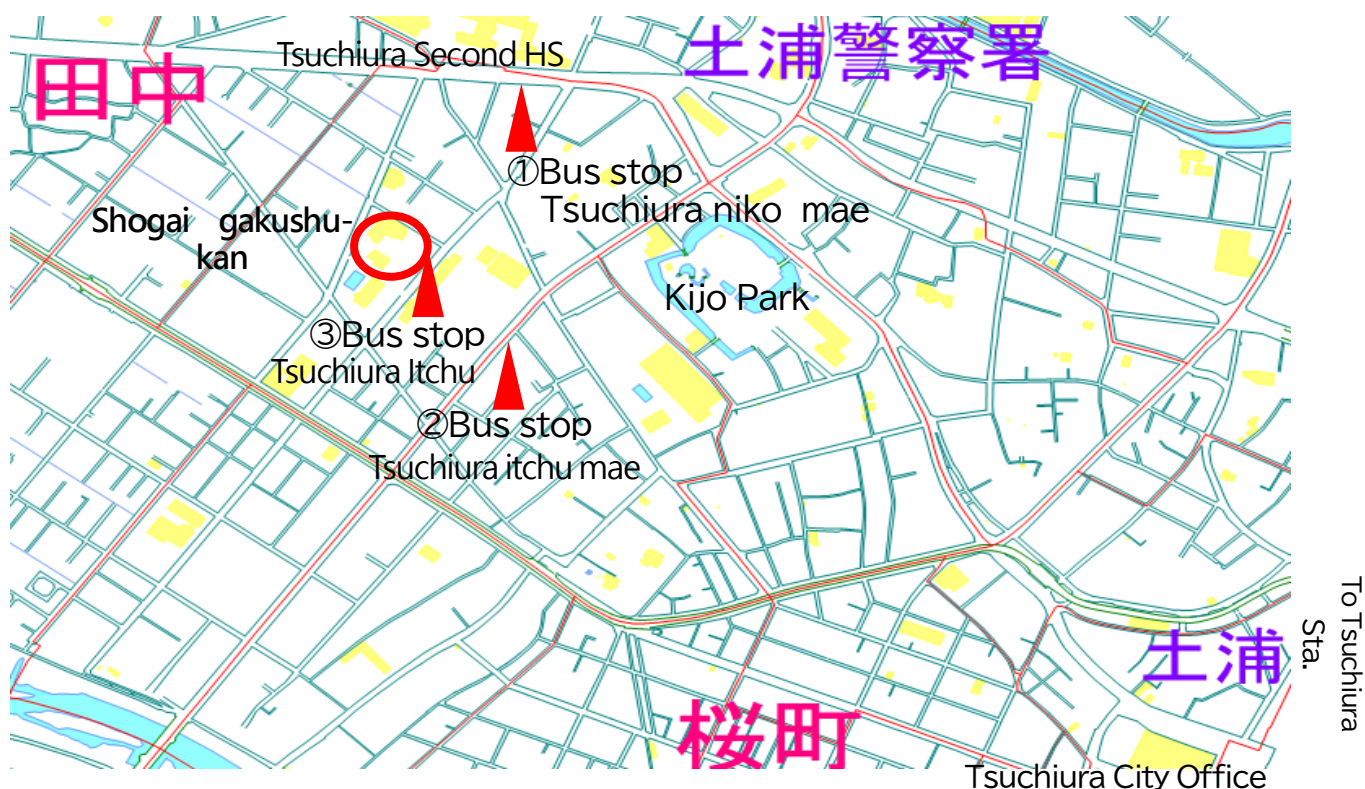 Tsuchiura Second HS
土浦警察署
田中
①Bus stop
Tsuchiura niko mae
Shogai gakushu-
kan
Kijo Park
③Bus stop
Tsuchiura Itchu
②Bus stop
Tsuchiura itchu mae
To Tsuchiura
Sta.
土浦
桜町
Tsuchiura City Office